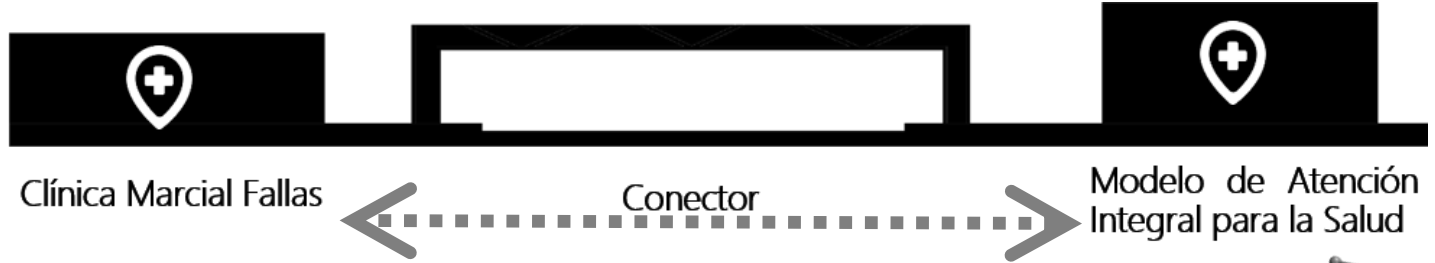 Clínica Marcial Fallas
Conector
Modelo de Atención
Integral para la Salud